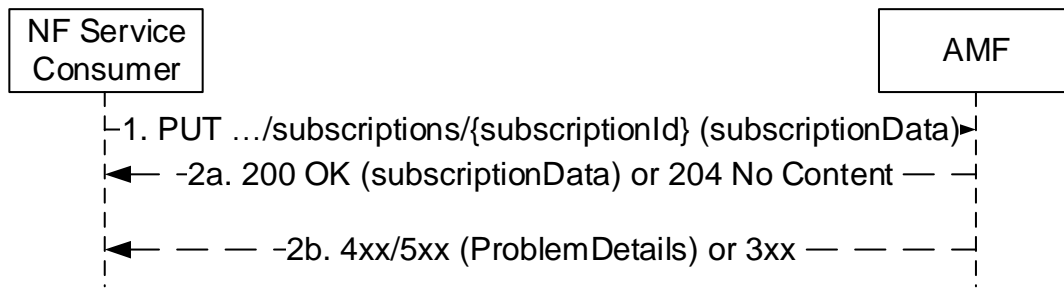 NF Service
Consumer
AMF
1. PUT …/subscriptions/{subscriptionId} (subscriptionData)
2a. 200 OK (subscriptionData) or 204 No Content
2b. 4xx/5xx (ProblemDetails) or 3xx